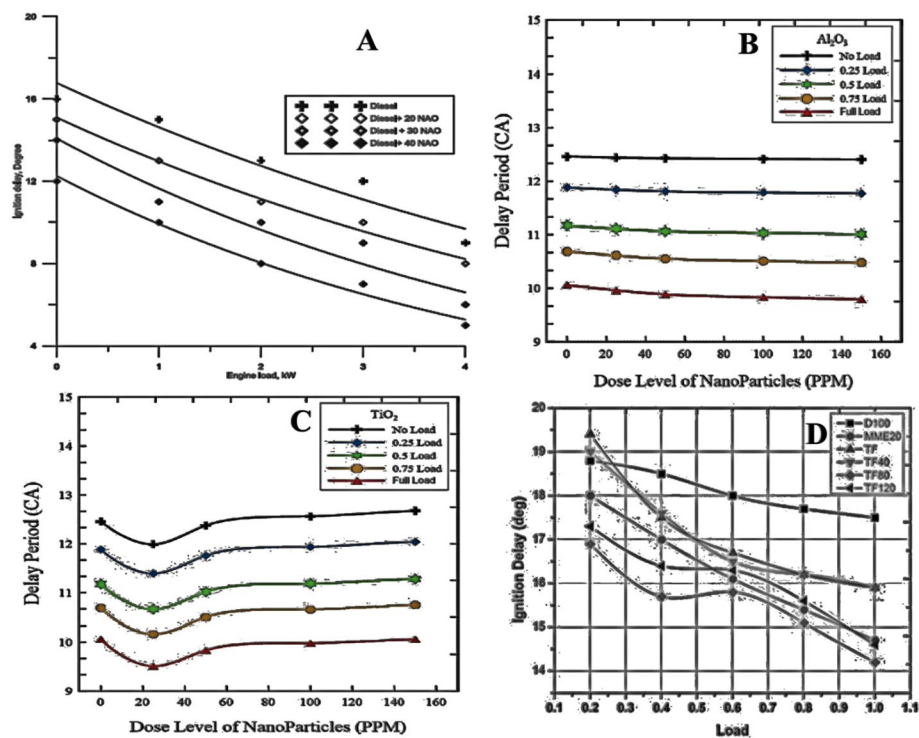 A
20
16
12
8
4
Ignition delay, Degree
0
1
2
3
4
Engine load, kW
Diesel
Diesel+ 20 NAO
Diesel + 30 NAO
Diesel+ 40 NAO
B
Al₂O₃
No Load
0.25 Load
0.5 Load
0.75 Load
Full Load
15
14
13
12
11
10
9
Delay Period (CA)
0 20 40 60 80 100 120 140 160
Dose Level of NanoParticles (PPM)
C
TiO₂
No Load
0.25 Load
0.5 Load
0.75 Load
Full Load
15
14
13
12
11
10
9
Delay Period (CA)
0 20 40 60 80 100 120 140 160
Dose Level of NanoParticles (PPM)
D
D100
MME20
TF
TF40
TF80
TF120
20
19
18
17
16
15
14
Ignition Delay (deg)
0.1 0.2 0.3 0.4 0.5 0.6 0.7 0.8 0.9 1.0 1.1
Load